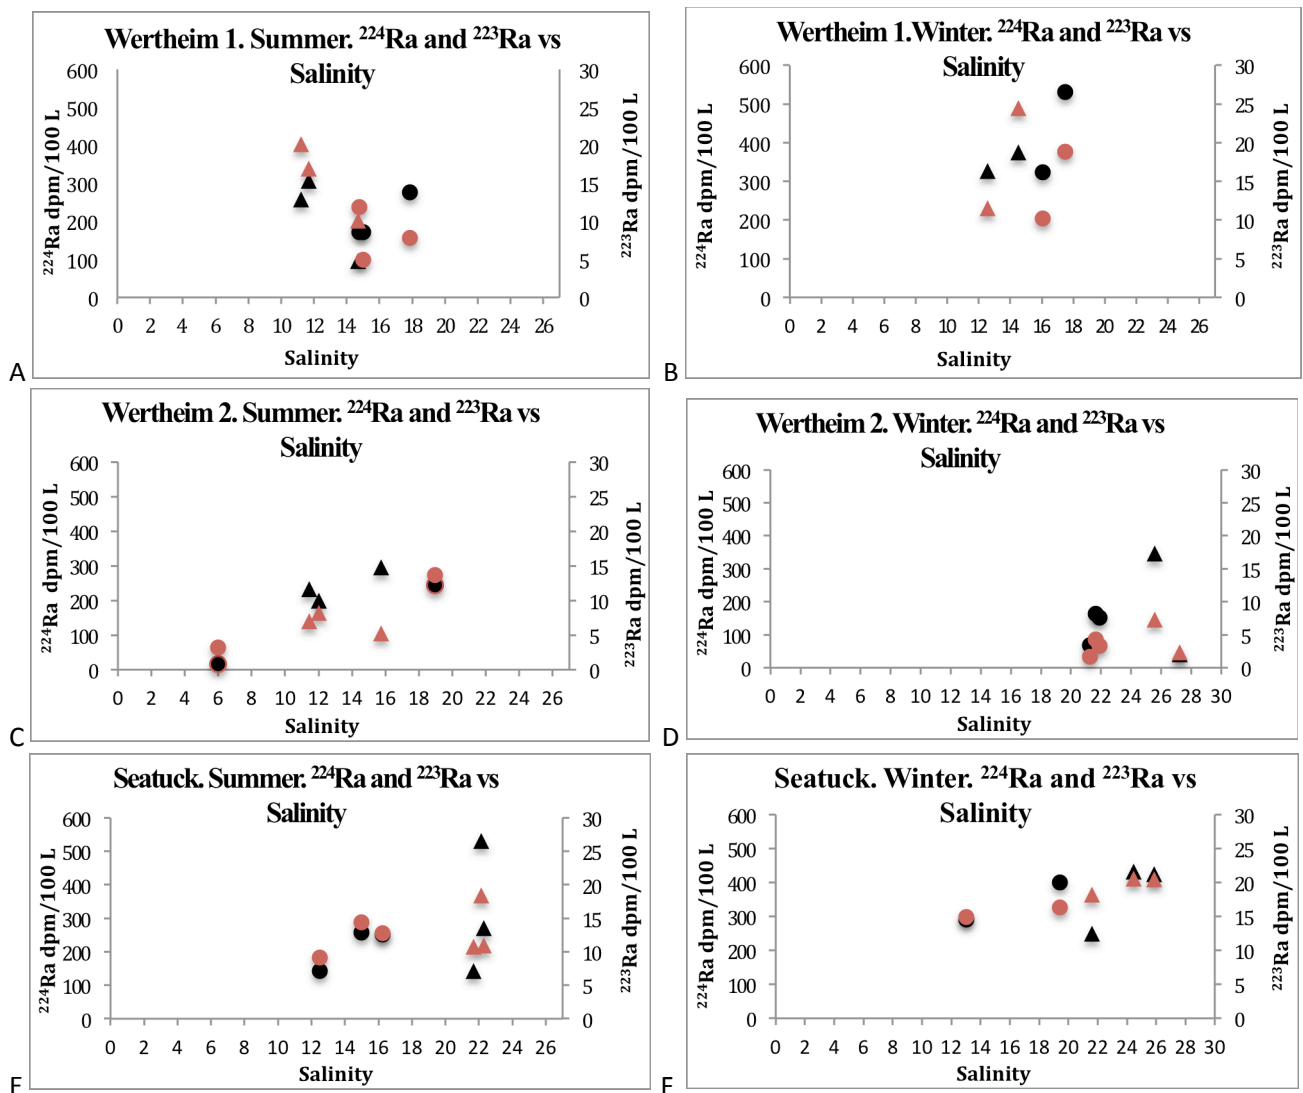 Wertheim 1. Summer. ²²⁴Ra and ²²³Ra vs
Salinity
600
500
400
300
200
100
0
²²⁴Ra dpm/100 L
30
25
20
15
10
5
0
²²³Ra dpm/100 L
0 2 4 6 8 10 12 14 16 18 20 22 24 26
Salinity
A
Wertheim 1.Winter. ²²⁴Ra and ²²³Ra vs
Salinity
600
500
400
300
200
100
0
²²⁴Ra dpm/100 L
30
25
20
15
10
5
0
²²³Ra dpm/100 L
0 2 4 6 8 10 12 14 16 18 20 22 24 26
Salinity
B
Wertheim 2. Summer. ²²⁴Ra and ²²³Ra vs
Salinity
600
500
400
300
200
100
0
²²⁴Ra dpm/100 L
30
25
20
15
10
5
0
²²³Ra dpm/100 L
0 2 4 6 8 10 12 14 16 18 20 22 24 26
Salinity
C
Wertheim 2. Winter. ²²⁴Ra and ²²³Ra vs
Salinity
600
500
400
300
200
100
0
²²⁴Ra dpm/100 L
30
25
20
15
10
5
0
²²³Ra dpm/100 L
0 2 4 6 8 10 12 14 16 18 20 22 24 26 28 30
Salinity
D
Seatuck. Summer. ²²⁴Ra and ²²³Ra vs
Salinity
600
500
400
300
200
100
0
²²⁴Ra dpm/100 L
30
25
20
15
10
5
0
²²³Ra dpm/100 L
0 2 4 6 8 10 12 14 16 18 20 22 24 26
Salinity
Seatuck. Winter. ²²⁴Ra and ²²³Ra vs
Salinity
600
500
400
300
200
100
0
²²⁴Ra dpm/100 L
30
25
20
15
10
5
0
²²³Ra dpm/100 L
0 2 4 6 8 10 12 14 16 18 20 22 24 26 28 30
Salinity